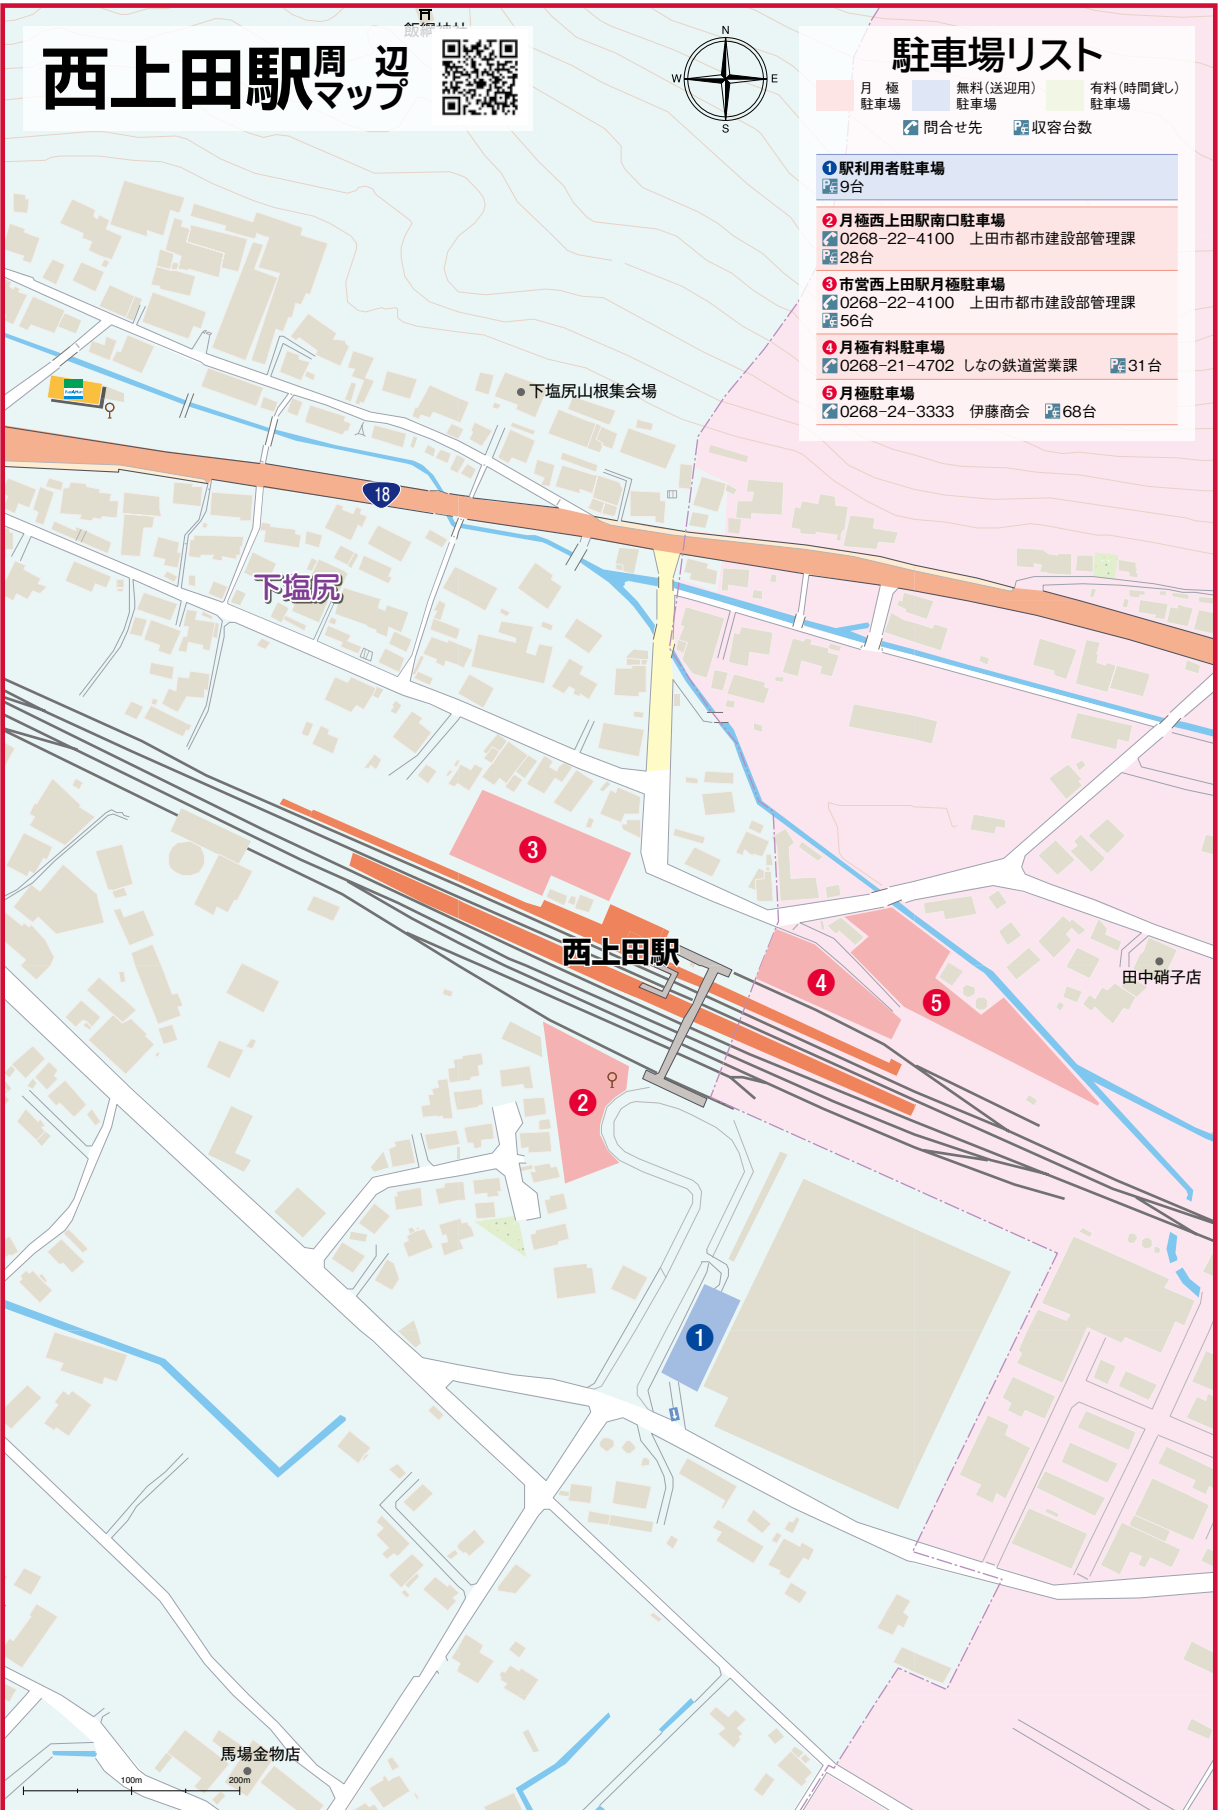 西上田駅周辺
マップ
N
W E
S
駐車場リスト
月極
駐車場
無料(送迎用)
駐車場
有料(時間貸し)
駐車場
問合せ先 収容台数
1 駅利用者駐車場
9台
2 月極西上田駅南口駐車場
0268-22-4100 上田市都市建設部管理課
28台
3 市営西上田駅月極駐車場
0268-22-4100 上田市都市建設部管理課
56台
4 月極有料駐車場
0268-21-4702 しなの鉄道営業課 31台
5 月極駐車場
0268-24-3333 伊藤商会 68台
下塩尻山根集会場
18
下塩尻
3
西上田駅
4
5
田中硝子店
2
1
1
馬場金物店
100m 200m